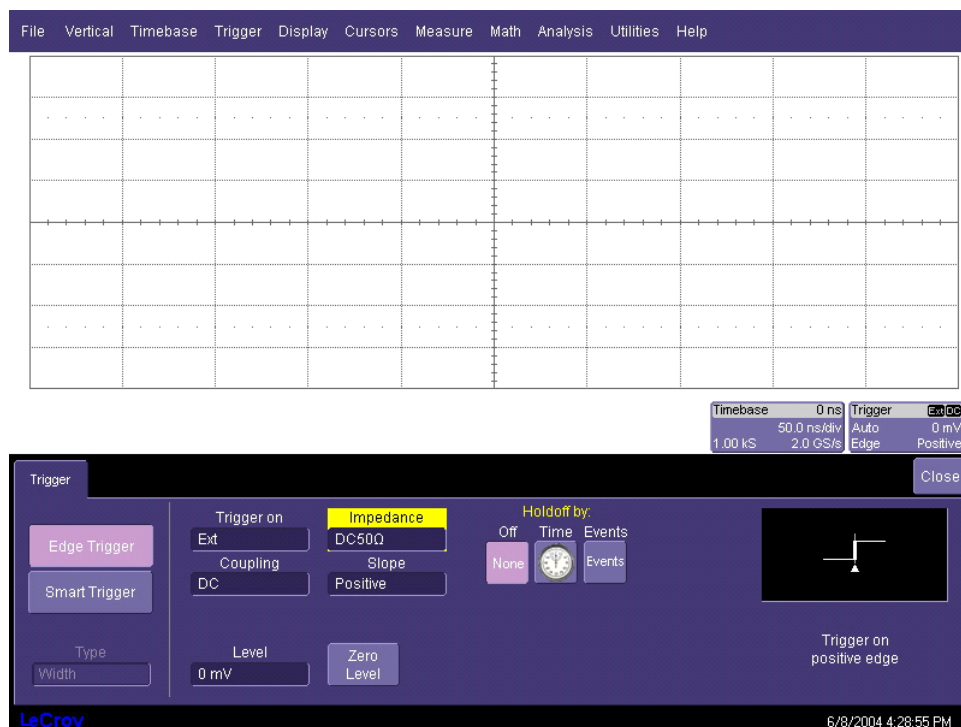 File Vertical Timebase Trigger Display Cursors Measure Math Analysis Utilities Help
Timebase 0 ns
50.0 ns/div
1.00 kS 2.0 GS/s
Trigger Ext DC
Auto 0 mV
Edge Positive
Trigger
Close
Edge Trigger
Smart Trigger
Type
Width
Trigger on
Ext
Coupling
DC
Level
0 mV
Impedance
DC50Ω
Slope
Positive
Zero
Level
Holdoff by:
Off Time Events
None Events
Trigger on
positive edge
LeCroy
6/8/2004 4:28:55 PM